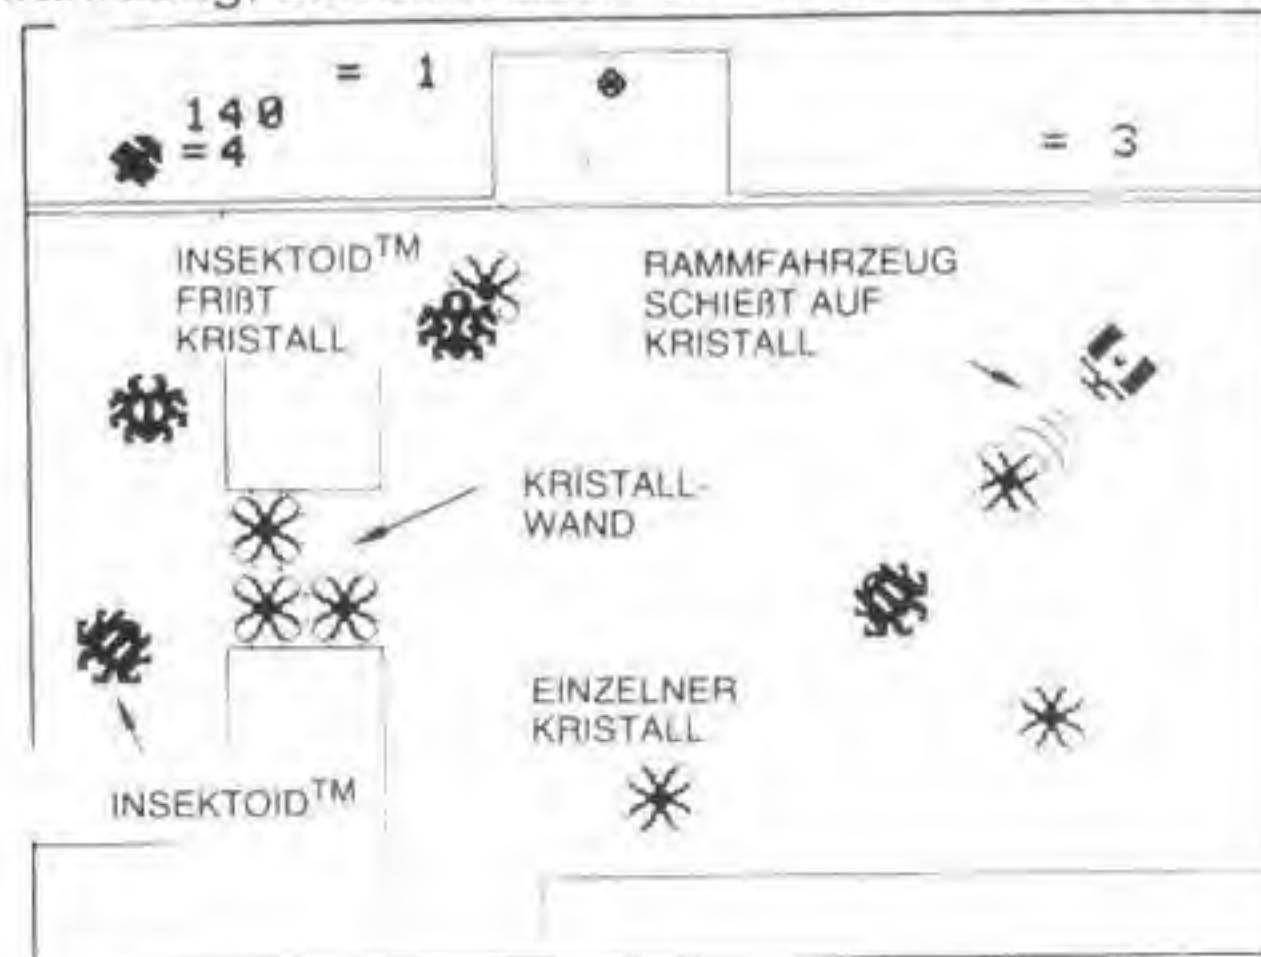 = 1
140
= 4
= 3
INSEKTOID™
FRIßT
KRISTALL
RAMMFAHRZEUG
SCHIEßT AUF
KRISTALL
KRISTALL-
WAND
EINZELNER
KRISTALL
INSEKTOID™